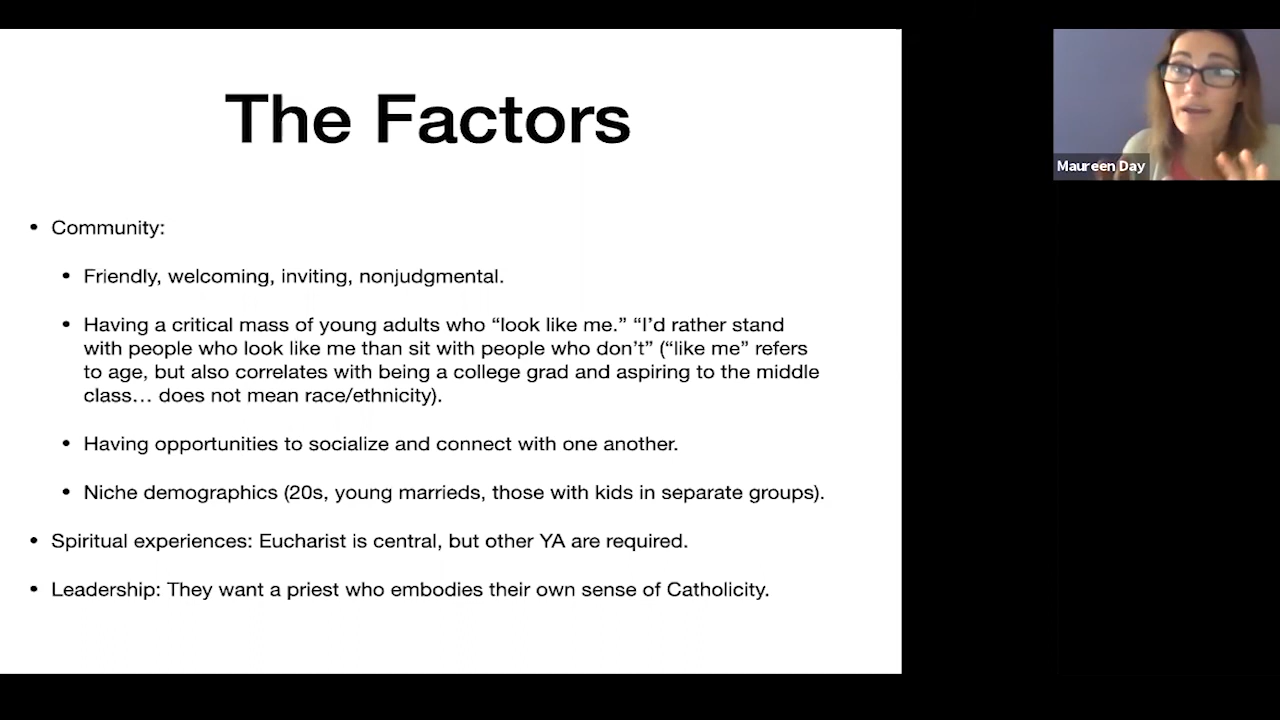 The Factors
• Community:
• Friendly, welcoming, inviting, nonjudgmental.
• Having a critical mass of young adults who “look like me.” “I’d rather stand
with people who look like me than sit with people who don’t” (“like me” refers
to age, but also correlates with being a college grad and aspiring to the middle
class… does not mean race/ethnicity).
• Having opportunities to socialize and connect with one another.
• Niche demographics (20s, young marrieds, those with kids in separate groups).
• Spiritual experiences: Eucharist is central, but other YA are required.
• Leadership: They want a priest who embodies their own sense of Catholicity.
Maureen Day